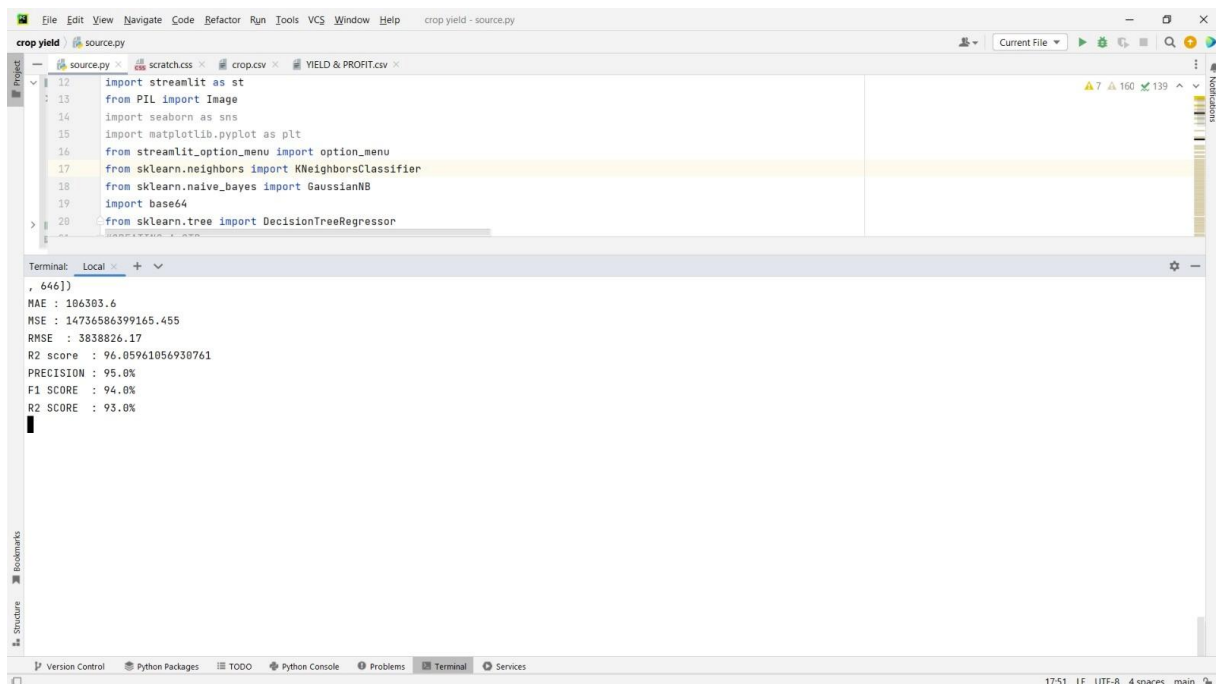 File Edit View Navigate Code Refactor Run Tools VCS Window Help crop yield - source.py
crop yield source.py Current File
source.py scratch.css crop.csv YIELD & PROFIT.csv
12 import streamlit as st
7 160 139
13 from PIL import Image
14 import seaborn as sns
15 import matplotlib.pyplot as plt
16 from streamlit_option_menu import option_menu
17 from sklearn.neighbors import KNeighborsClassifier
18 from sklearn.naive_bayes import GaussianNB
19 import base64
20 from sklearn.tree import DecisionTreeRegressor
Project
Notifications
Terminal: Local
, 646])
MAE : 106303.6
MSE : 14736586399165.455
RMSE  : 3838826.17
R2 score  : 96.05961056930761
PRECISION : 95.0%
F1 SCORE  : 94.0%
R2 SCORE  : 93.0%
Bookmarks
Structure
Version Control Python Packages TODO Python Console Problems Terminal Services
17:51 LF UTF-8 4 spaces main